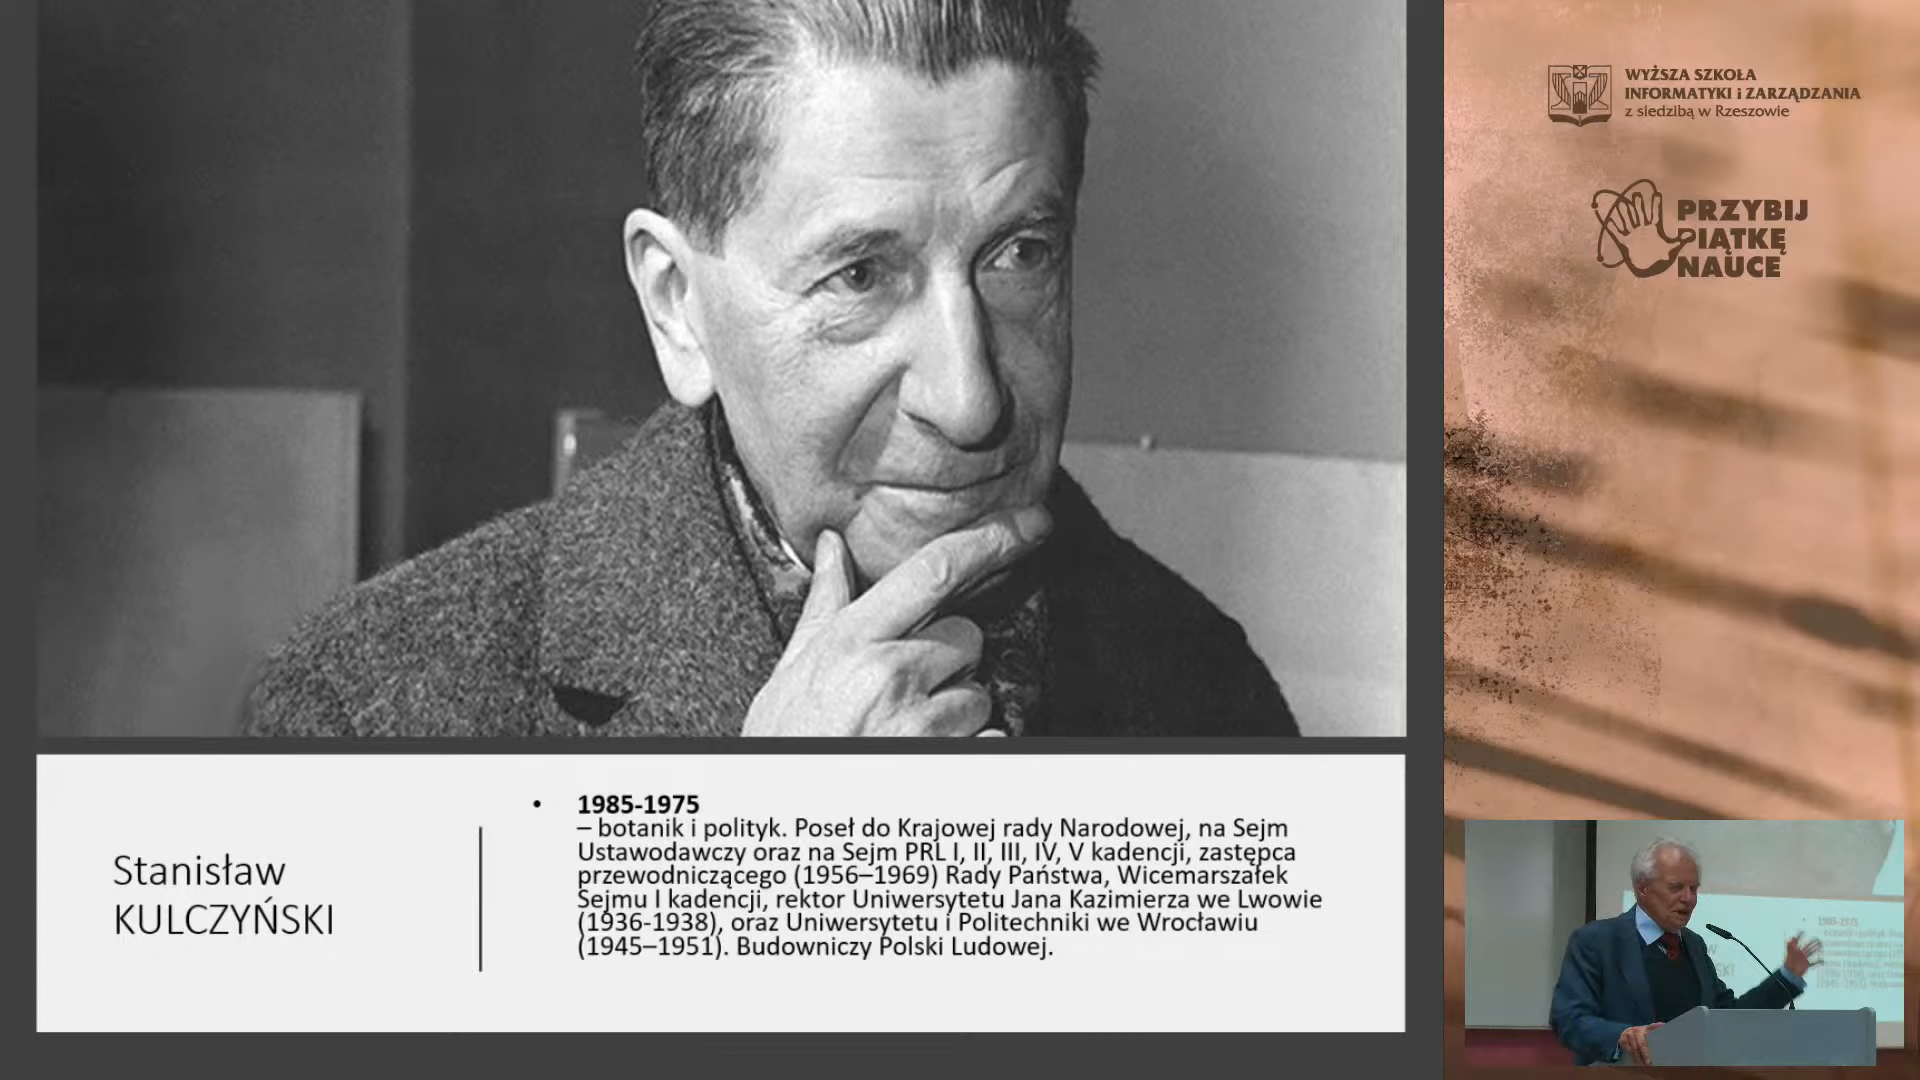 WYŻSZA SZKOŁA
INFORMATYKI i ZARZĄDZANIA
z siedzibą w Rzeszowie
PRZYBIJ
PIĄTKĘ
NAUCE
Stanisław
KULCZYŃSKI
• 1985-1975
– botanik i polityk. Poseł do Krajowej rady Narodowej, na Sejm
Ustawodawczy oraz na Sejm PRL I, II, III, IV, V kadencji, zastępca
przewodniczącego (1956–1969) Rady Państwa, Wicemarszałek
Sejmu I kadencji, rektor Uniwersytetu Jana Kazimierza we Lwowie
(1936-1938), oraz Uniwersytetu i Politechniki we Wrocławiu
(1945–1951). Budowniczy Polski Ludowej.
1985-1975